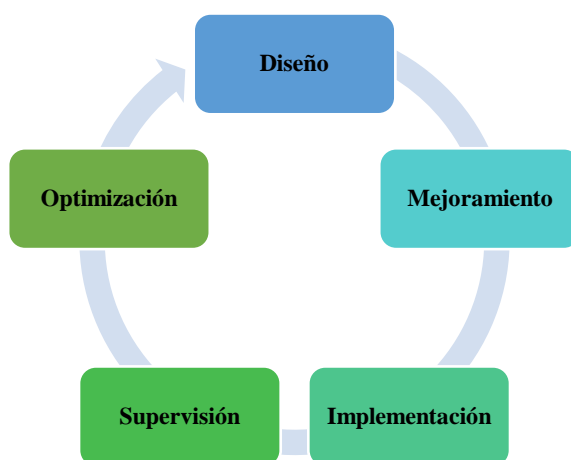 Diseño
Mejoramiento
Implementación
Supervisión
Optimización